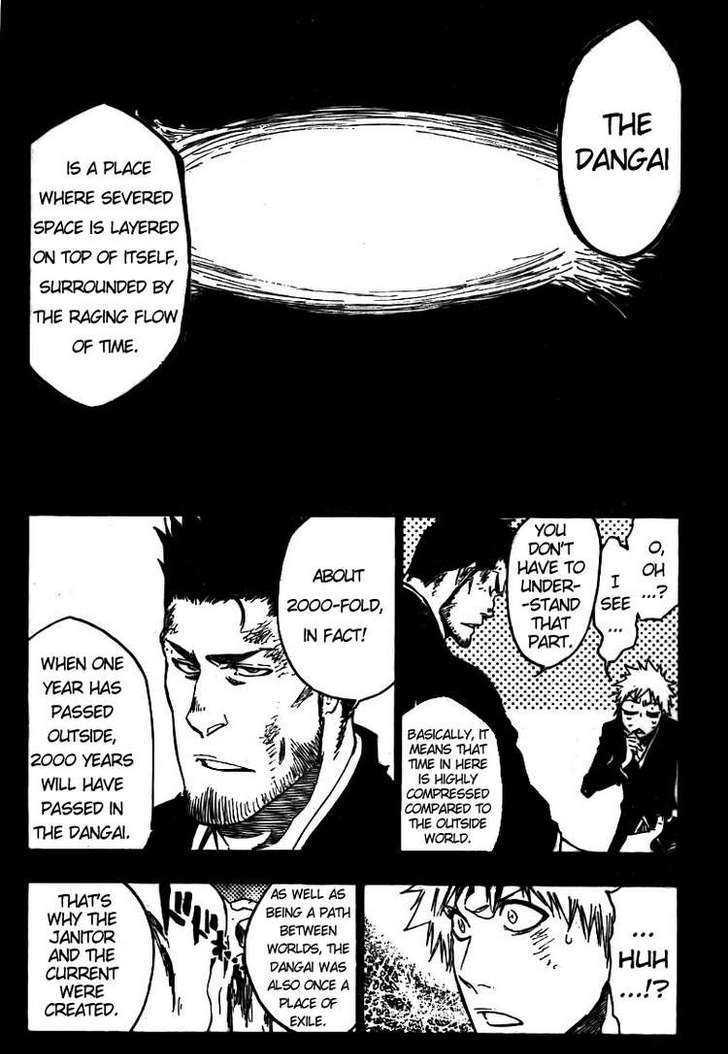 THE
DANGAI
IS A PLACE
WHERE SEVERED
SPACE IS LAYERED
ON TOP OF ITSELF,
SURROUNDED BY
THE RAGING FLOW
OF TIME.
O,
OH
...?
I
SEE
...
YOU
DON'T
HAVE TO
UNDER-
-STAND
THAT
PART.
BASICALLY, IT
MEANS THAT
TIME IN HERE
IS HIGHLY
COMPRESSED
COMPARED TO
THE OUTSIDE
WORLD.
ABOUT
2000-FOLD,
IN FACT!
WHEN ONE
YEAR HAS
PASSED
OUTSIDE,
2000 YEARS
WILL HAVE
PASSED IN
THE DANGAI.
...
HUH
...!?
AS WELL AS
BEING A PATH
BETWEEN
WORLDS, THE
DANGAI WAS
ALSO ONCE A
PLACE OF
EXILE.
THAT'S
WHY THE
JANITOR
AND THE
CURRENT
WERE
CREATED.